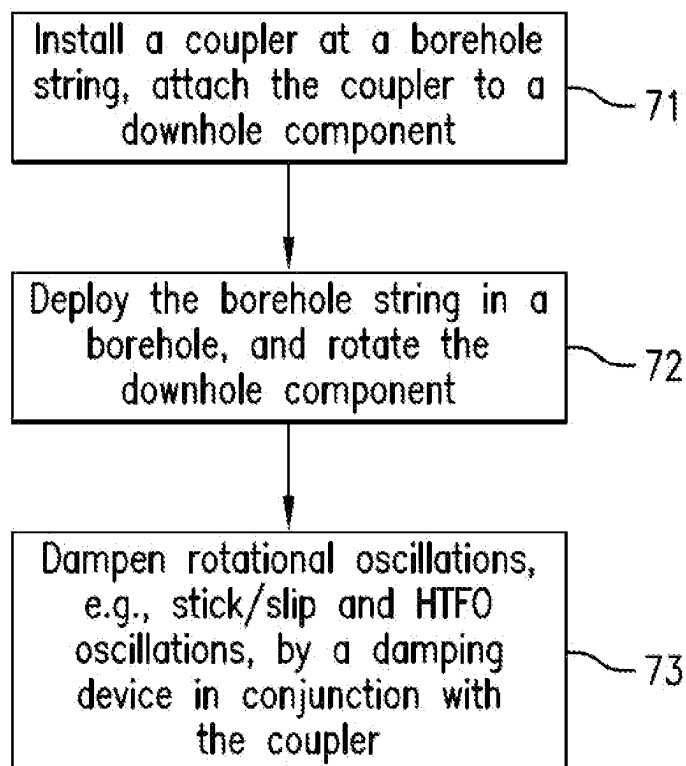 Install a coupler at a borehole
string, attach the coupler to a
downhole component
71
Deploy the borehole string in a
borehole, and rotate the
downhole component
72
Dampen rotational oscillations,
e.g., stick/slip and HTFO
oscillations, by a damping
device in conjunction with
the coupler
73